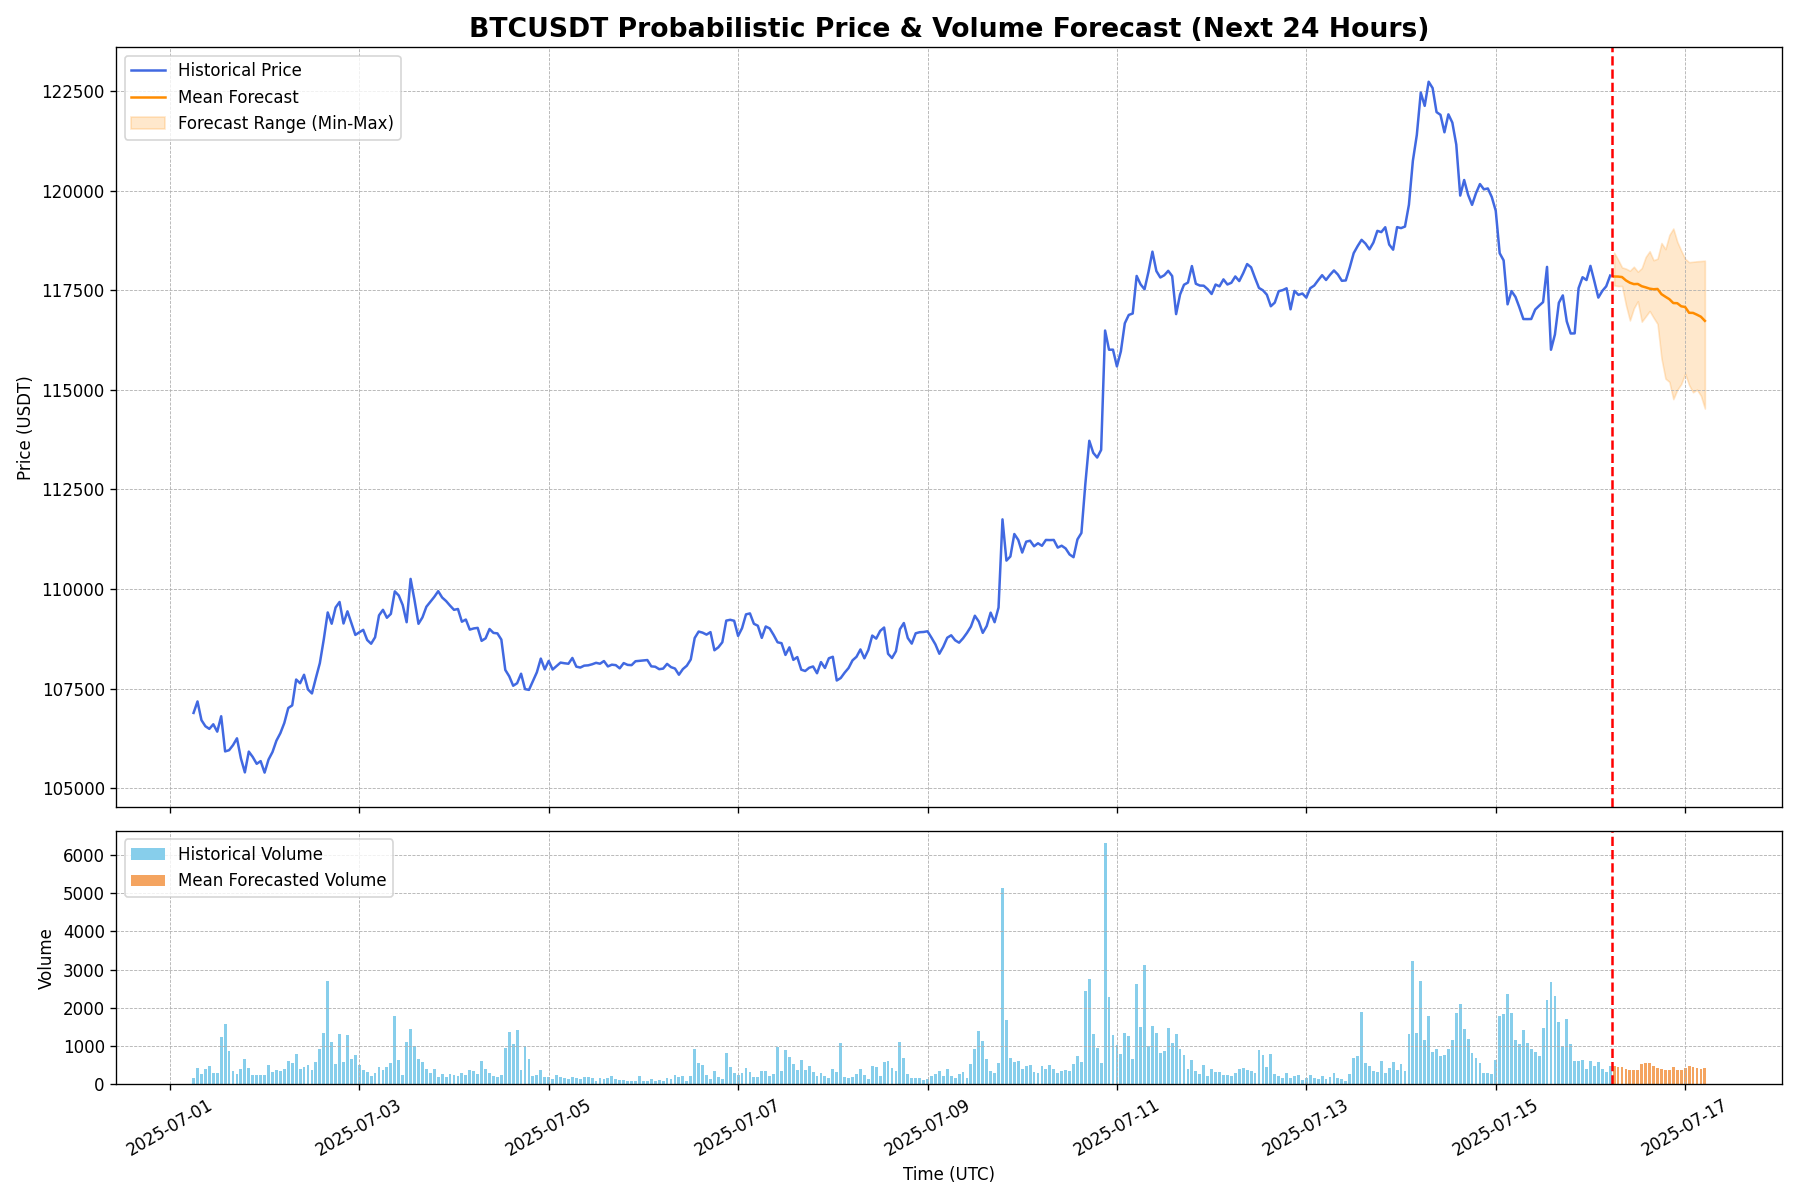 BTCUSDT Probabilistic Price & Volume Forecast (Next 24 Hours)
Historical Price
Mean Forecast
Forecast Range (Min-Max)
122500
120000
117500
115000
112500
110000
107500
105000
Price (USDT)
Historical Volume
Mean Forecasted Volume
6000
5000
4000
3000
2000
1000
0
Volume
2025-07-01
2025-07-03
2025-07-05
2025-07-07
2025-07-09
2025-07-11
2025-07-13
2025-07-15
2025-07-17
Time (UTC)